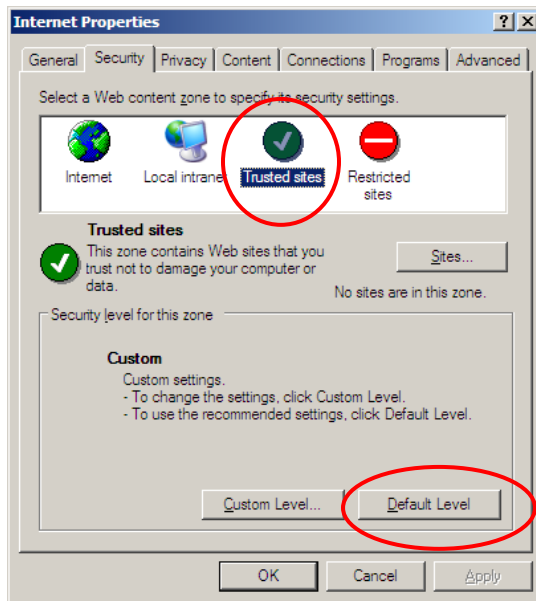 Internet Properties
General Security Privacy Content Connections Programs Advanced
Select a Web content zone to specify its security settings.
Internet Local intrane Trusted sites Restricted
sites
Trusted sites
This zone contains Web sites that you
trust not to damage your computer or
data.
Sites...
No sites are in this zone.
Security level for this zone
Custom
Custom settings.
- To change the settings, click Custom Level.
- To use the recommended settings, click Default Level.
Custom Level... Default Level
OK Cancel Apply